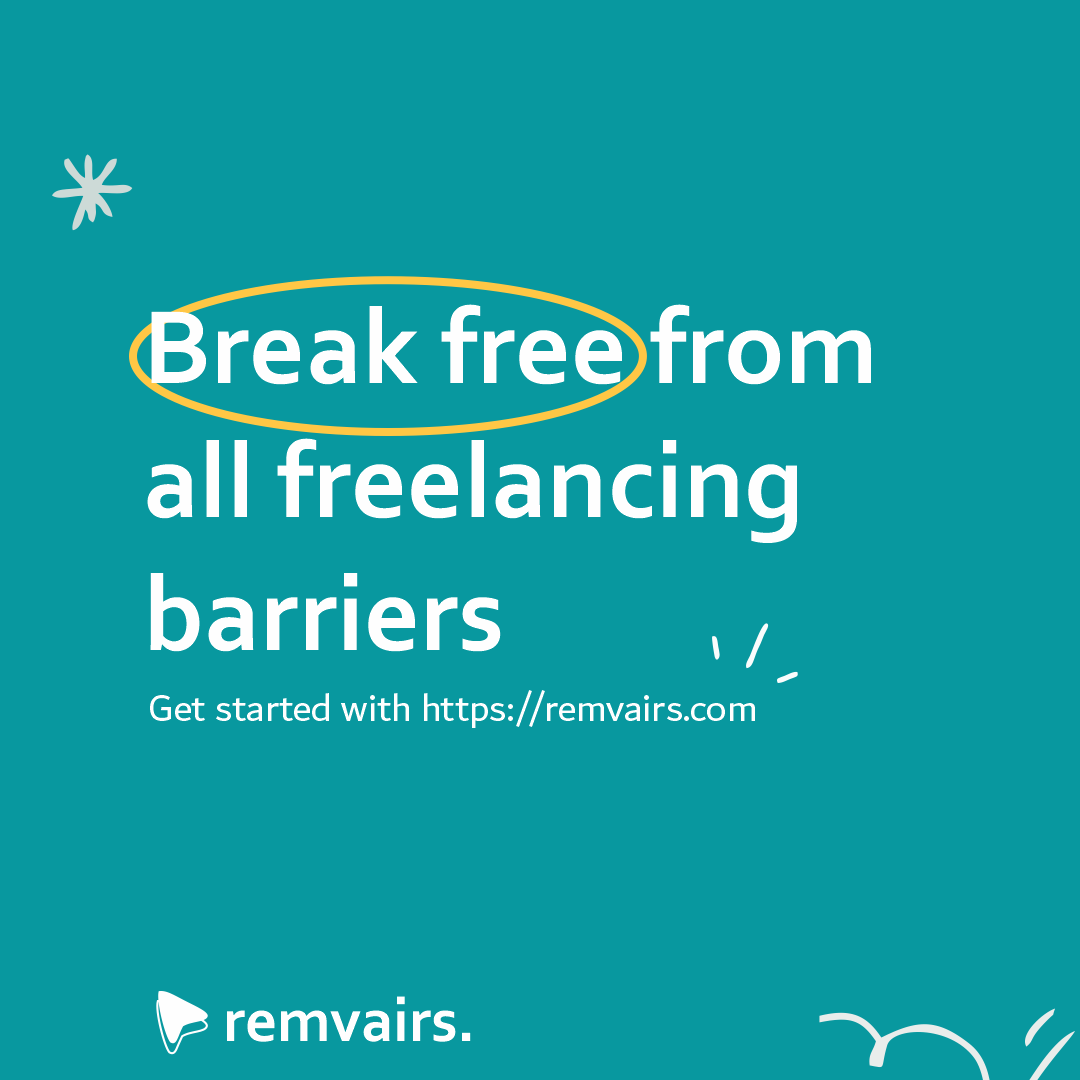 Break free from
all freelancing
barriers
Get started with https://remvairs.com
remvairs.